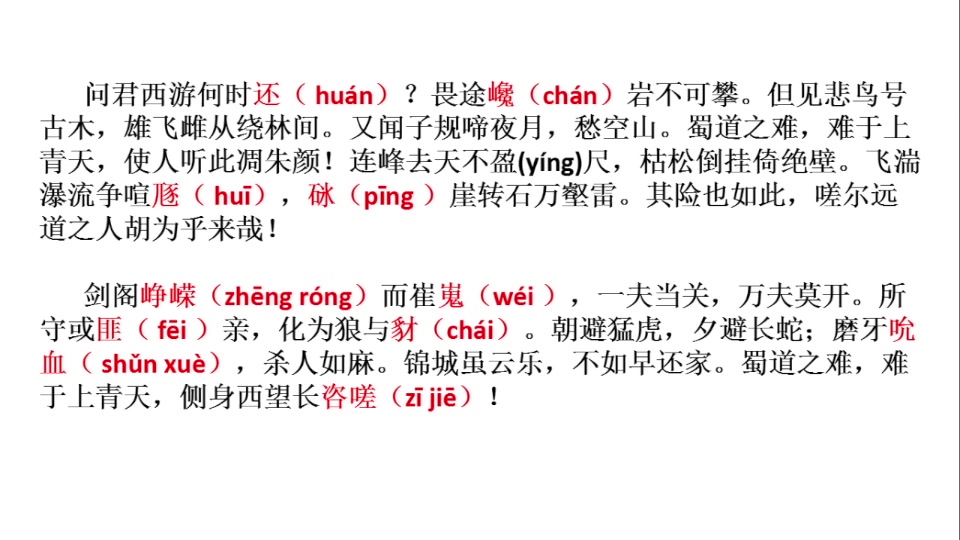 问君西游何时还（ huán）？畏途巉（chán）岩不可攀。但见悲鸟号
古木，雄飞雌从绕林间。又闻子规啼夜月，愁空山。蜀道之难，难于上
青天，使人听此凋朱颜！连峰去天不盈(yíng)尺，枯松倒挂倚绝壁。飞湍
瀑流争喧豗（ huī），砯（pīng ）崖转石万壑雷。其险也如此，嗟尔远
道之人胡为乎来哉！
剑阁峥嵘（zhēng róng）而崔嵬（wéi ），一夫当关，万夫莫开。所
守或匪（ fēi ）亲，化为狼与豺（chái）。朝避猛虎，夕避长蛇；磨牙吮
血（ shǔn xuè），杀人如麻。锦城虽云乐，不如早还家。蜀道之难，难
于上青天，侧身西望长咨嗟（zī jiē）！